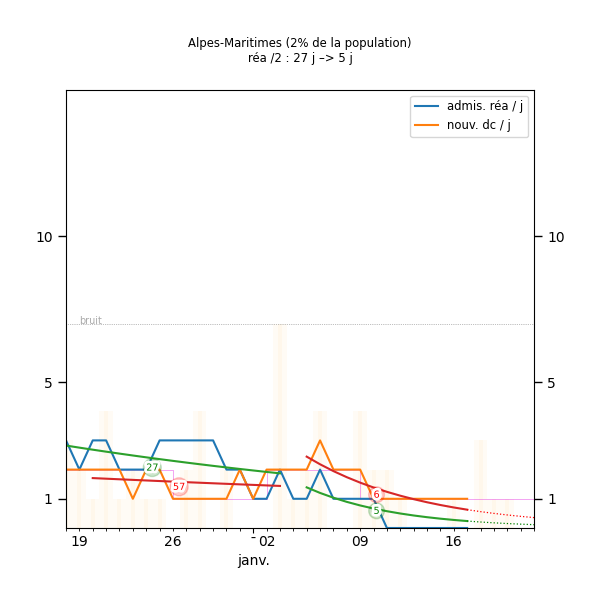 Alpes-Maritimes (2% de la population)
réa /2 : 27 j –> 5 j
admis. réa / j
nouv. dc / j
10
10
bruit
5
5
27
57
6
5
1
1
19
26
02
09
16
janv.